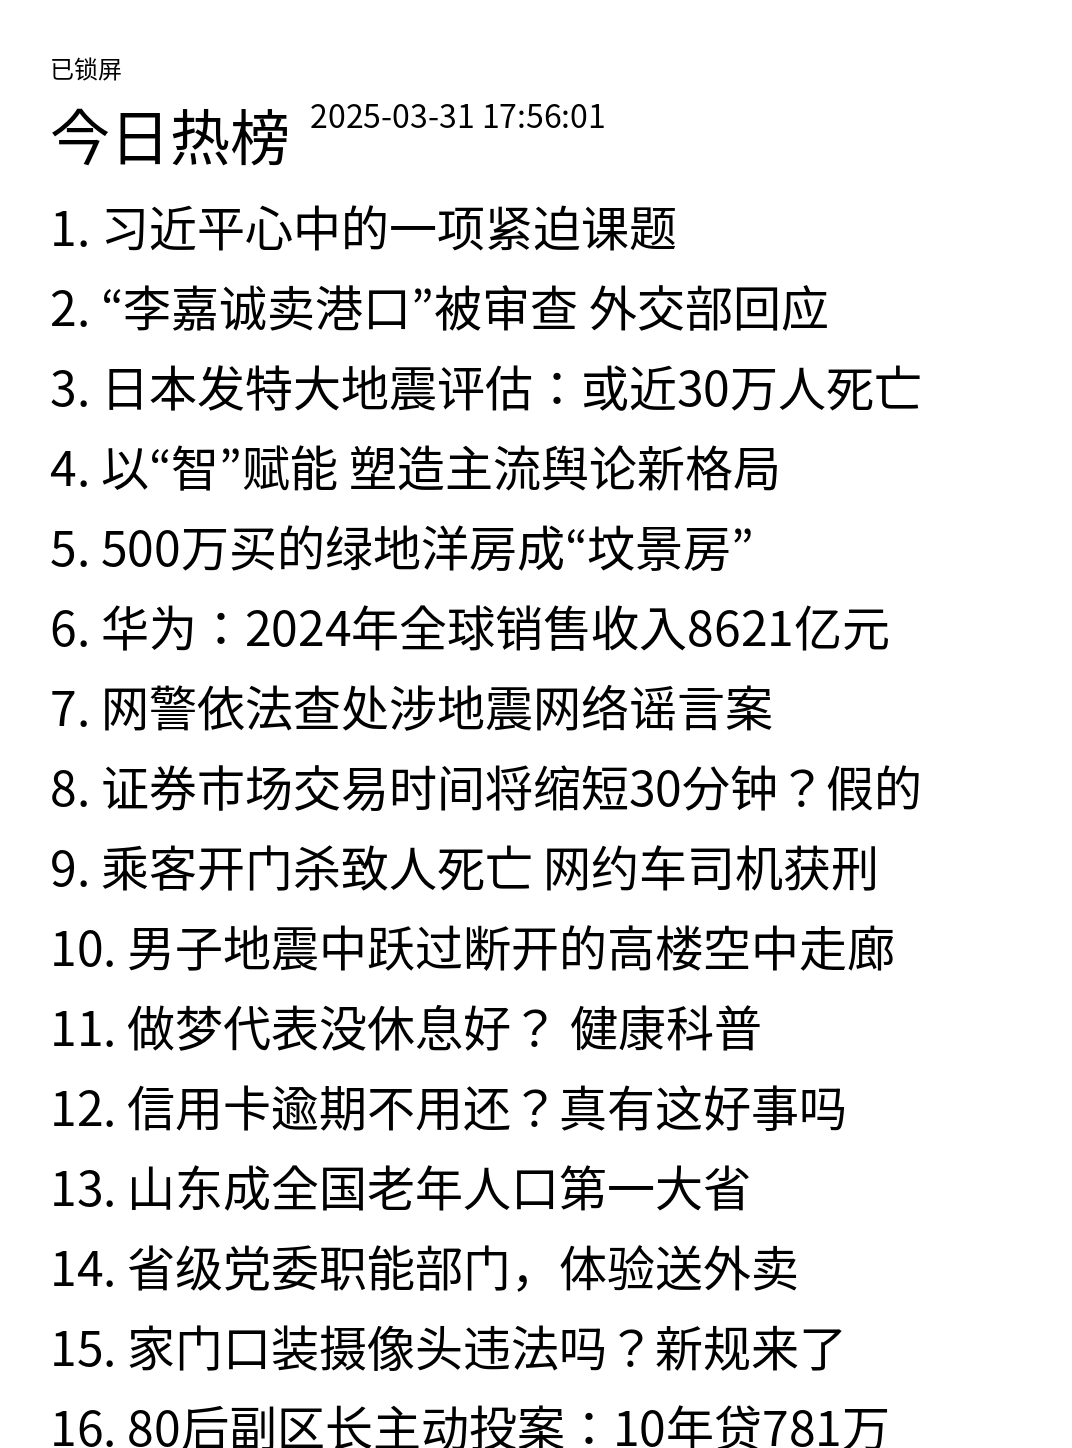 已锁屏
今日热榜 2025-03-31 17:56:01
1. 习近平心中的一项紧迫课题
2. “李嘉诚卖港口”被审查 外交部回应
3. 日本发特大地震评估：或近30万人死亡
4. 以“智”赋能 塑造主流舆论新格局
5. 500万买的绿地洋房成“坟景房”
6. 华为：2024年全球销售收入8621亿元
7. 网警依法查处涉地震网络谣言案
8. 证券市场交易时间将缩短30分钟？假的
9. 乘客开门杀致人死亡 网约车司机获刑
10. 男子地震中跃过断开的高楼空中走廊
11. 做梦代表没休息好？ 健康科普
12. 信用卡逾期不用还？真有这好事吗
13. 山东成全国老年人口第一大省
14. 省级党委职能部门，体验送外卖
15. 家门口装摄像头违法吗？新规来了
16. 80后副区长主动投案：10年贷781万